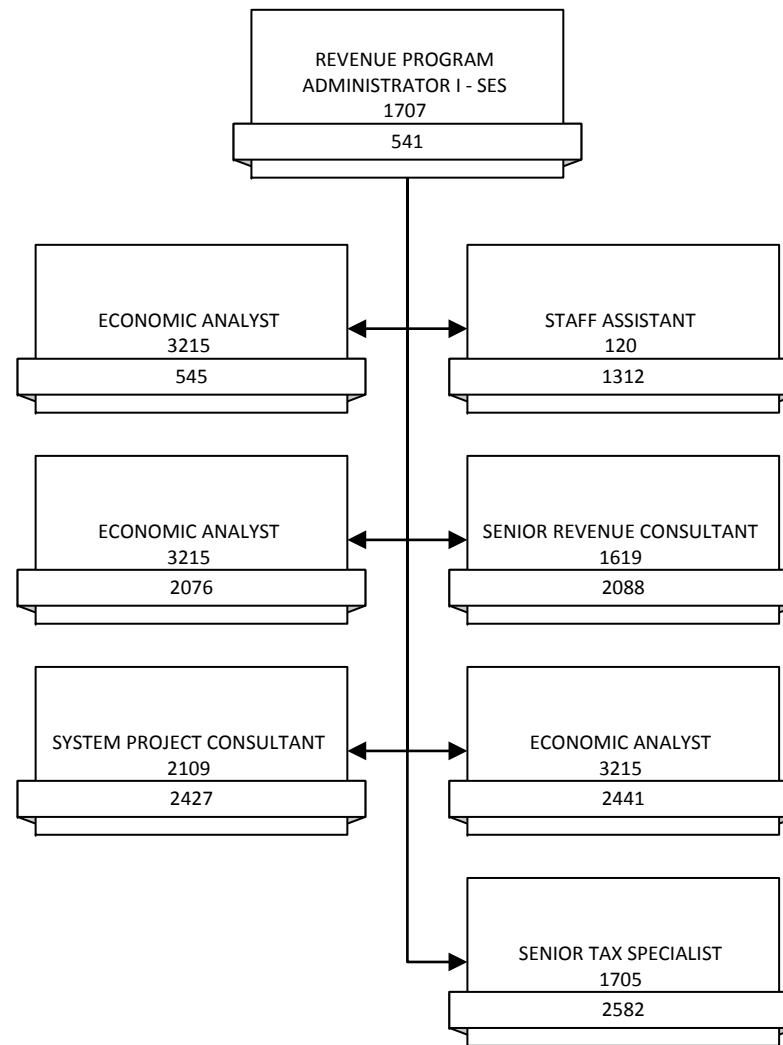 REVENUE PROGRAM
ADMINISTRATOR I - SES
1707
541
ECONOMIC ANALYST
3215
545
STAFF ASSISTANT
120
1312
ECONOMIC ANALYST
3215
2076
SENIOR REVENUE CONSULTANT
1619
2088
SYSTEM PROJECT CONSULTANT
2109
2427
ECONOMIC ANALYST
3215
2441
SENIOR TAX SPECIALIST
1705
2582